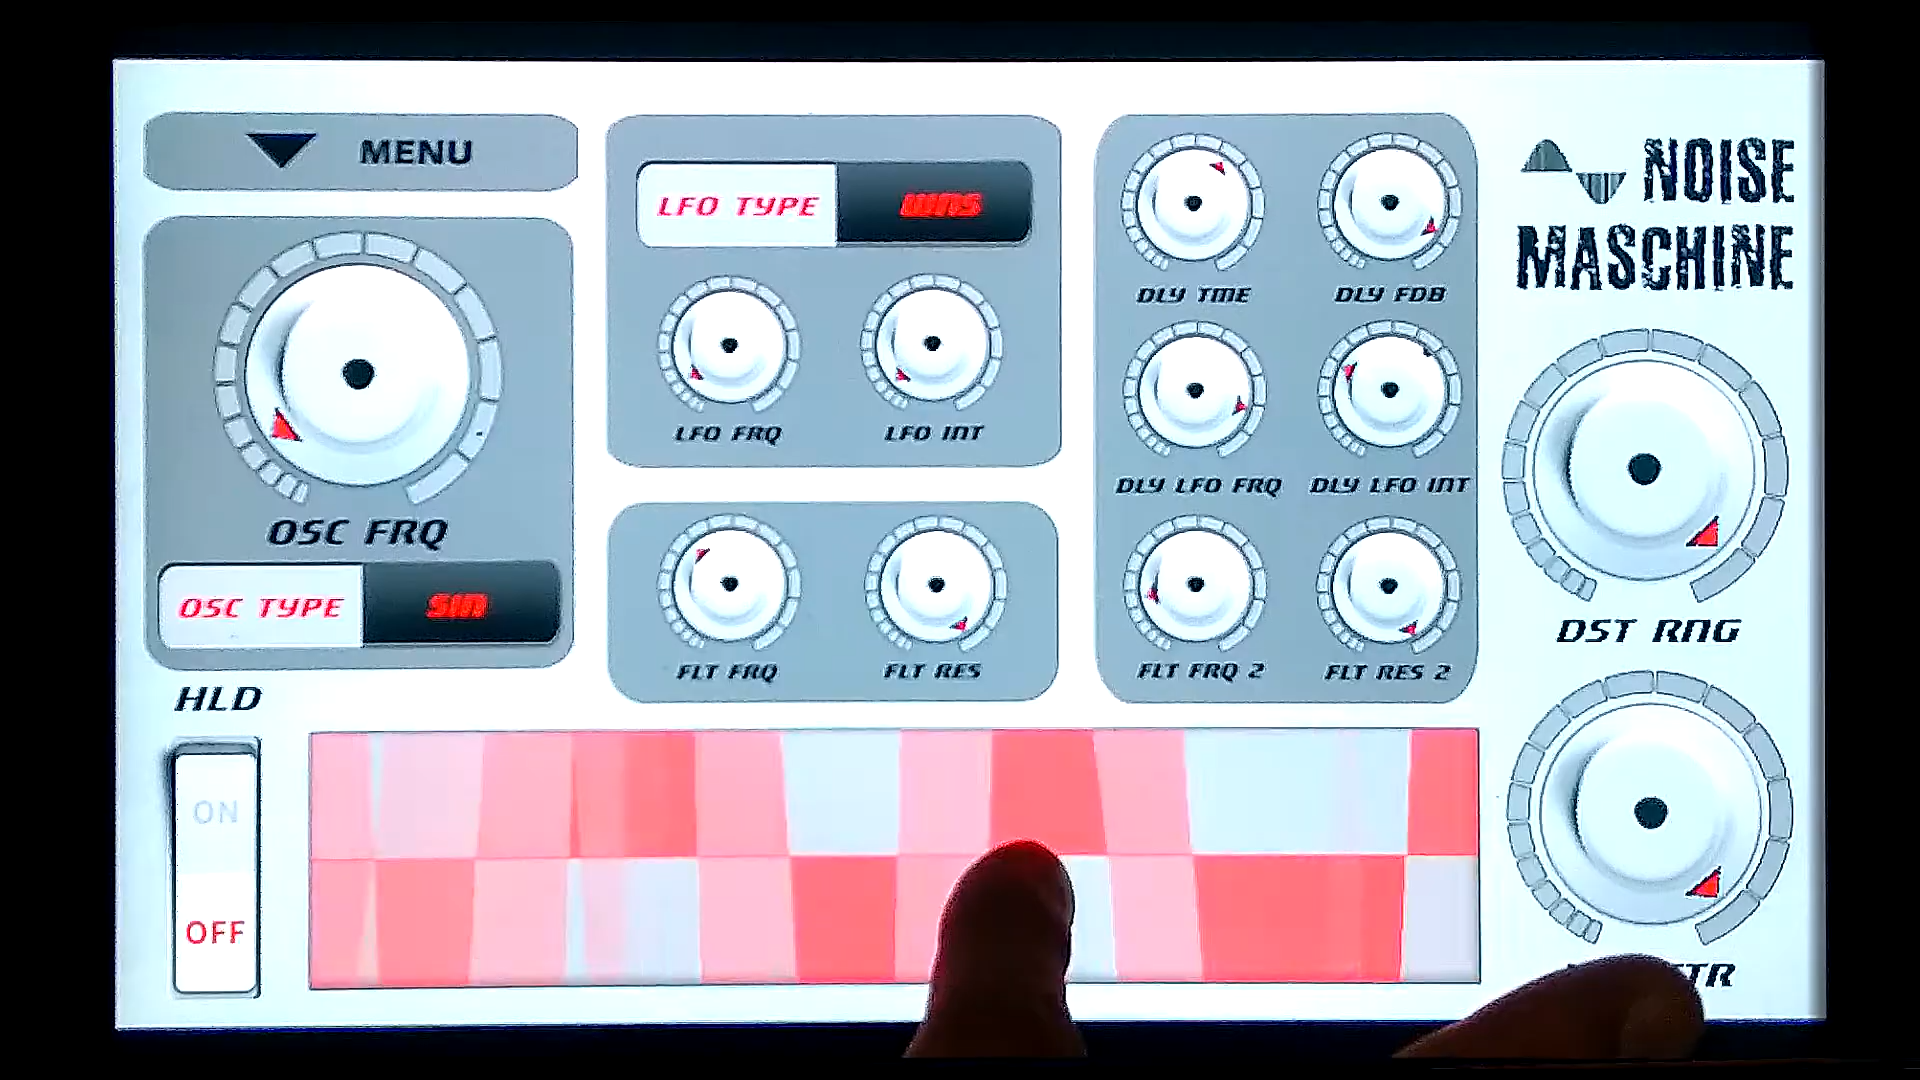 MENU
NOISE
MASCHINE
LFO TYPE
DLY TME
DLY FDB
LFO FRQ
LFO INT
DLY LFO FRQ
DLY LFO INT
OSC FRQ
OSC TYPE
SIN
FLT FRQ
FLT RES
FLT FRQ 2
FLT RES 2
DST RNG
HLD
ON
OFF